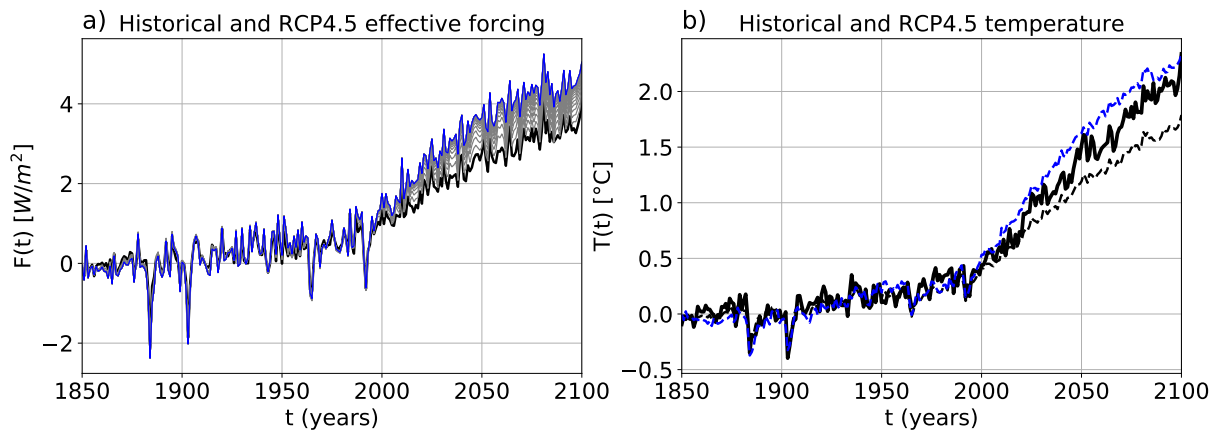 a) Historical and RCP4.5 effective forcing
F(t) [W/m²]
4
2
0
−2
1850 1900 1950 2000 2050 2100
t (years)
b) Historical and RCP4.5 temperature
T(t) [°C]
2.0
1.5
1.0
0.5
0.0
−0.5
1850 1900 1950 2000 2050 2100
t (years)